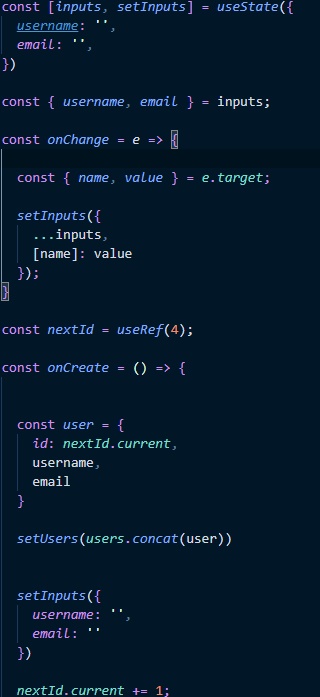 const [inputs, setInputs] = useState({
username: '',
email: '',
})
const { username, email } = inputs;
const onChange = e => {
const { name, value } = e.target;
setInputs({
...inputs,
[name]: value
});
}
const nextId = useRef(4);
const onCreate = () => {
const user = {
id: nextId.current,
username,
email
}
setUsers(users.concat(user))
setInputs({
username: '',
email: ''
})
nextId.current += 1;